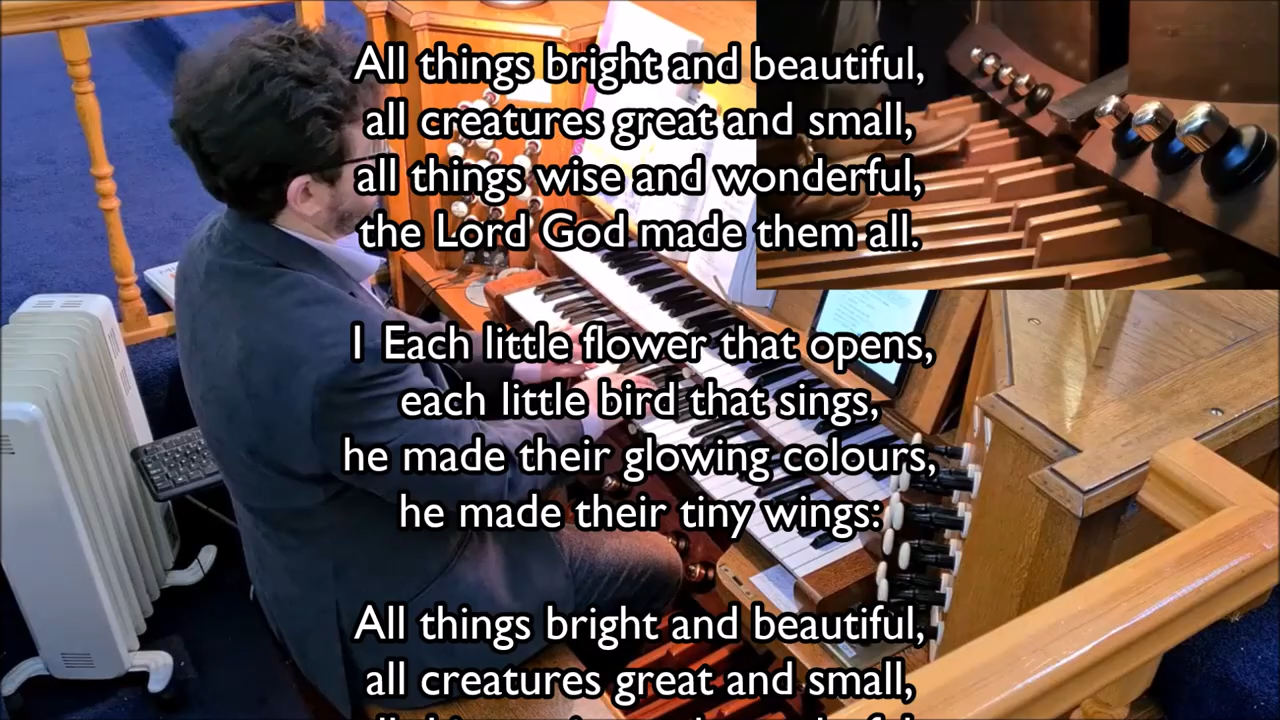 All things bright and beautiful,
all creatures great and small,
all things wise and wonderful,
the Lord God made them all.
1 Each little flower that opens,
each little bird that sings,
he made their glowing colours,
he made their tiny wings:
All things bright and beautiful,
all creatures great and small,